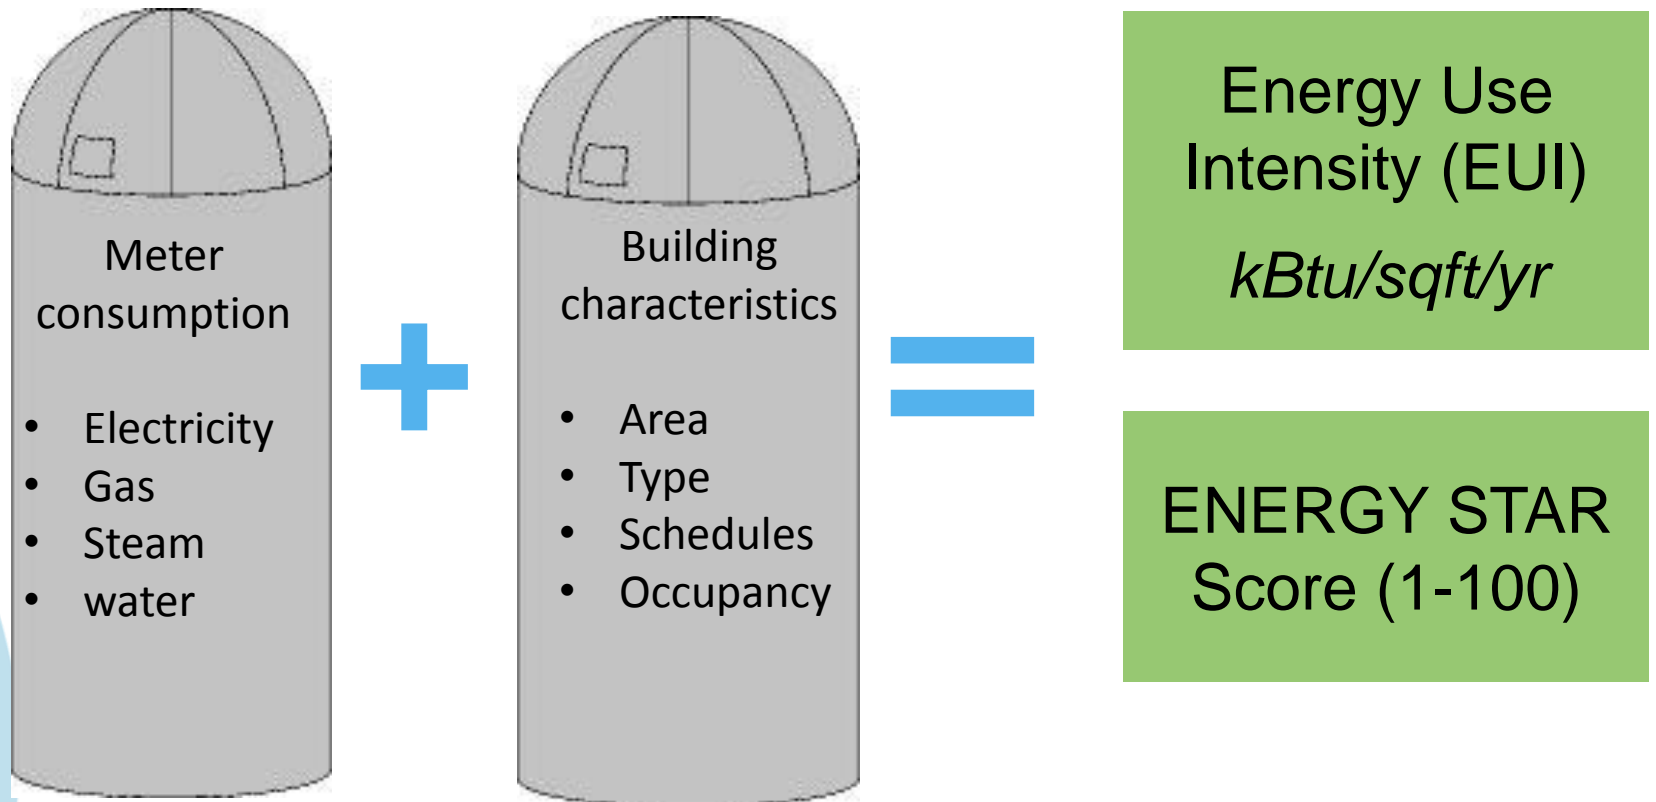 Meter
consumption
• Electricity
• Gas
• Steam
• water
Building
characteristics
• Area
• Type
• Schedules
• Occupancy
Energy Use
Intensity (EUI)
kBtu/sqft/yr
ENERGY STAR
Score (1-100)